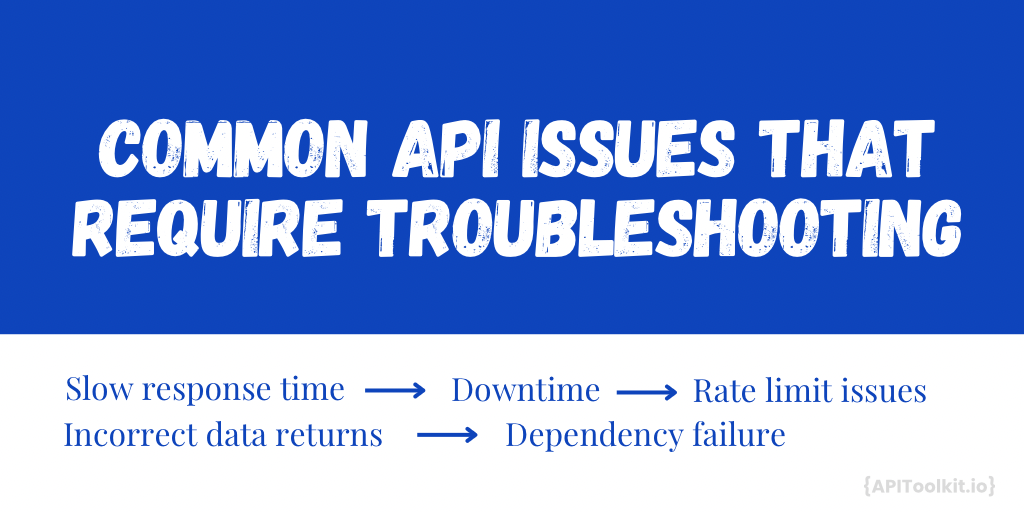 COMMON API ISSUES THAT
REQUIRE TROUBLESHOOTING
Slow response time → Downtime → Rate limit issues
Incorrect data returns → Dependency failure
{APIToolkit.io}